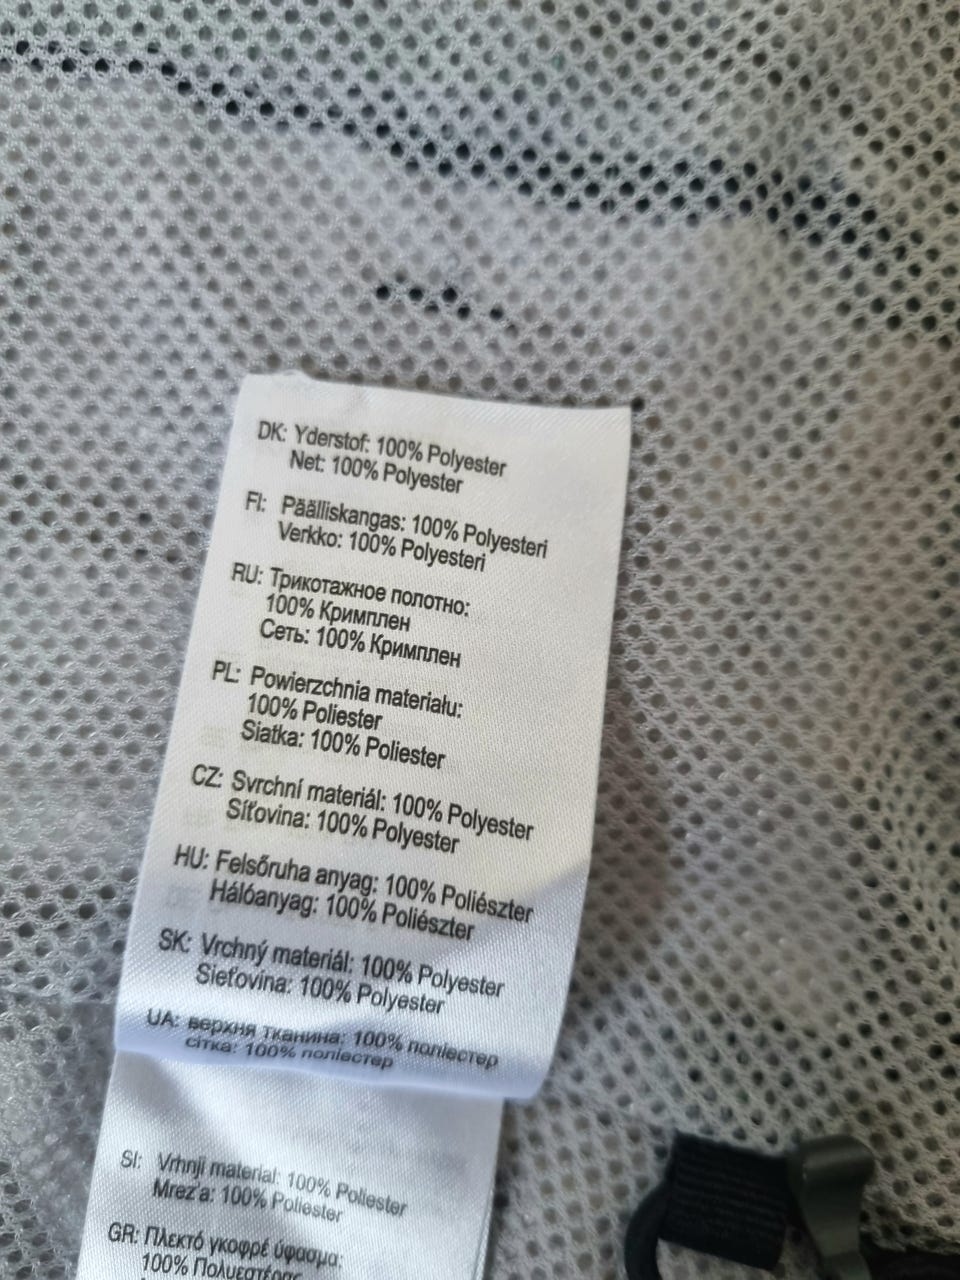 DK: Yderstof: 100% Polyester
Net: 100% Polyester
FI: Päälliskangas: 100% Polyesteri
Verkko: 100% Polyesteri
RU: Трикотажное полотно:
100% Кримплен
Сеть: 100% Кримплен
PL: Powierzchnia materiału:
100% Poliester
Siatka: 100% Poliester
CZ: Svrchní materiál: 100% Polyester
Síťovina: 100% Polyester
HU: Felsőruha anyag: 100% Poliészter
Hálóanyag: 100% Poliészter
SK: Vrchný materiál: 100% Polyester
Sieťovina: 100% Polyester
UA: верхня тканина: 100% поліестер
сітка: 100% поліестер
SI: Vrhnji material: 100% Poliester
Mrez'a: 100% Poliester
GR: Πλεκτό γκοφρέ ύφασμα:
100% Πολυεστέρας